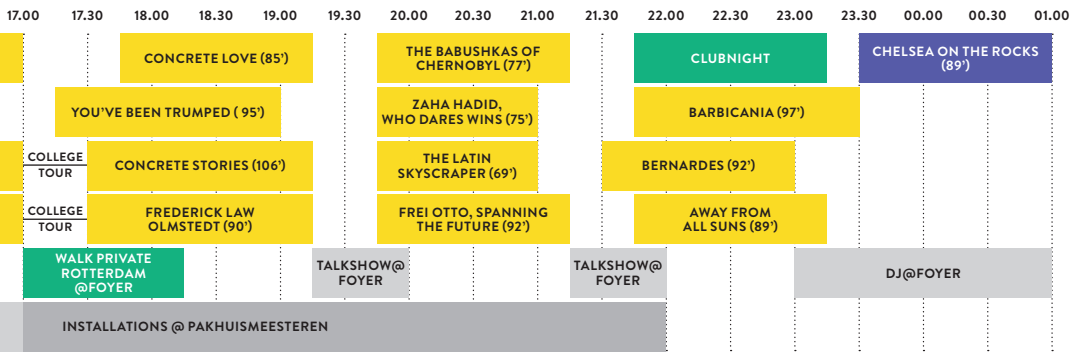 17.00 17.30 18.00 18.30 19.00 19.30 20.00 20.30 21.00 21.30 22.00 22.30 23.00 23.30 00.00 00.30 01.00
CONCRETE LOVE (85’)
THE BABUSHKAS OF
CHERNOBYL (77’)
CLUBNIGHT
CHELSEA ON THE ROCKS
(89’)
YOU’VE BEEN TRUMPED ( 95’)
ZAHA HADID,
WHO DARES WINS (75’)
BARBICANIA (97’)
COLLEGE
TOUR
CONCRETE STORIES (106’)
THE LATIN
SKYSCRAPER (69’)
BERNARDES (92’)
COLLEGE
TOUR
FREDERICK LAW
OLMSTEDT (90’)
FREI OTTO, SPANNING
THE FUTURE (92’)
AWAY FROM
ALL SUNS (89’)
WALK PRIVATE
ROTTERDAM
@FOYER
TALKSHOW@
FOYER
TALKSHOW@
FOYER
DJ@FOYER
INSTALLATIONS @ PAKHUISMEESTEREN